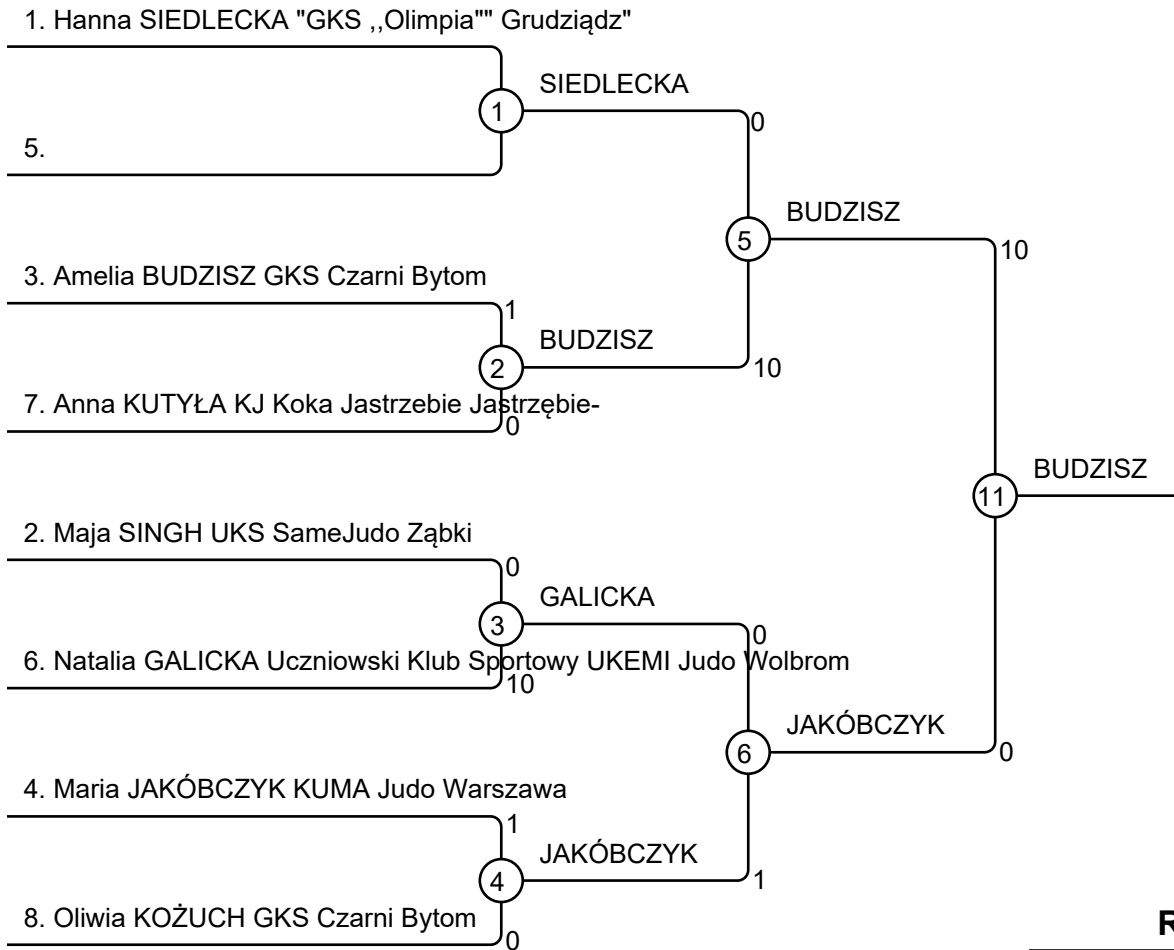 1. Hanna SIEDLECKA "GKS ,,Olimpia"" Grudziądz"
SIEDLECKA
1
0
5.
BUDZISZ
5
10
3. Amelia BUDZISZ GKS Czarni Bytom
1
BUDZISZ
2
10
7. Anna KUTYŁA KJ Koka Jastrzebie Jastrzębie-
0
BUDZISZ
11
2. Maja SINGH UKS SameJudo Ząbki
0
GALICKA
3
0
6. Natalia GALICKA Uczniowski Klub Sportowy UKEMI Judo Wolbrom
10
JAKÓBCZYK
6
0
4. Maria JAKÓBCZYK KUMA Judo Warszawa
1
JAKÓBCZYK
4
1
8. Oliwia KOŻUCH GKS Czarni Bytom
0
R